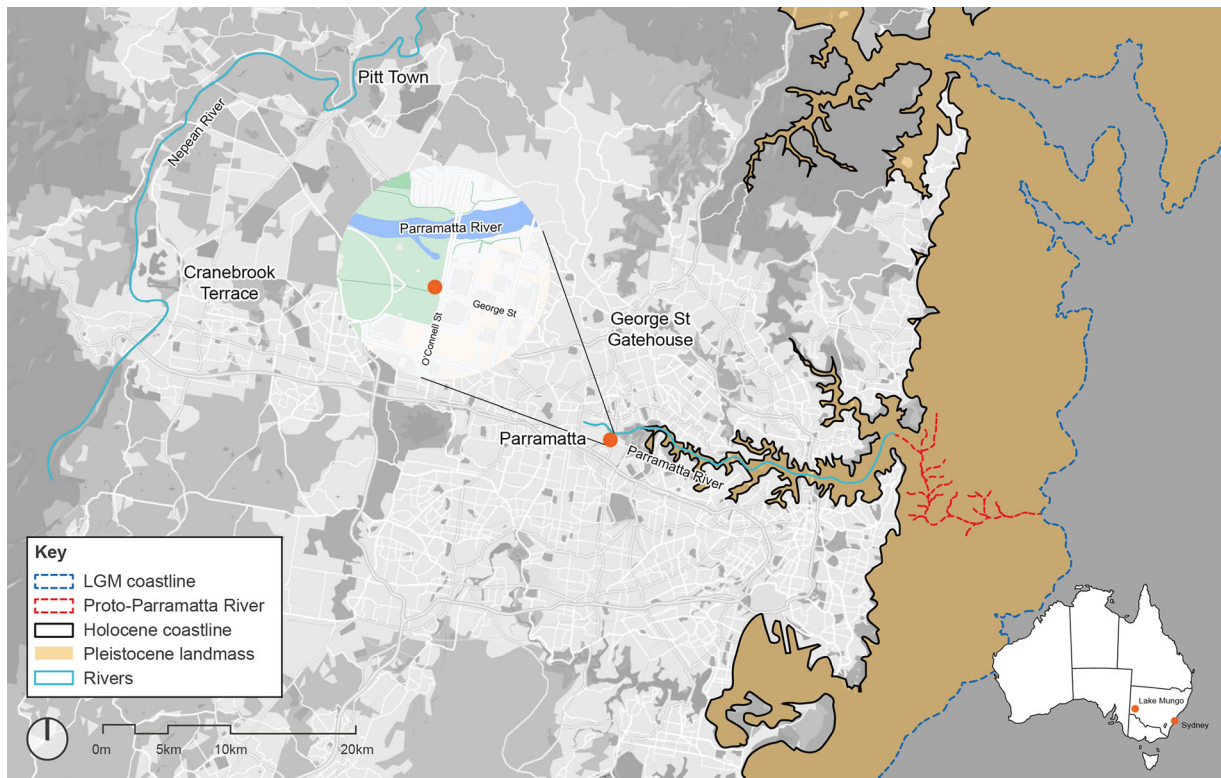 Pitt Town
Nepean River
Parramatta River
Cranebrook
Terrace
George St
O'Connell St
George St
Gatehouse
Parramatta
Parramatta River
Key
LGM coastline
Proto-Parramatta River
Holocene coastline
Pleistocene landmass
Rivers
0m
5km
10km
20km
Lake Mungo
Sydney